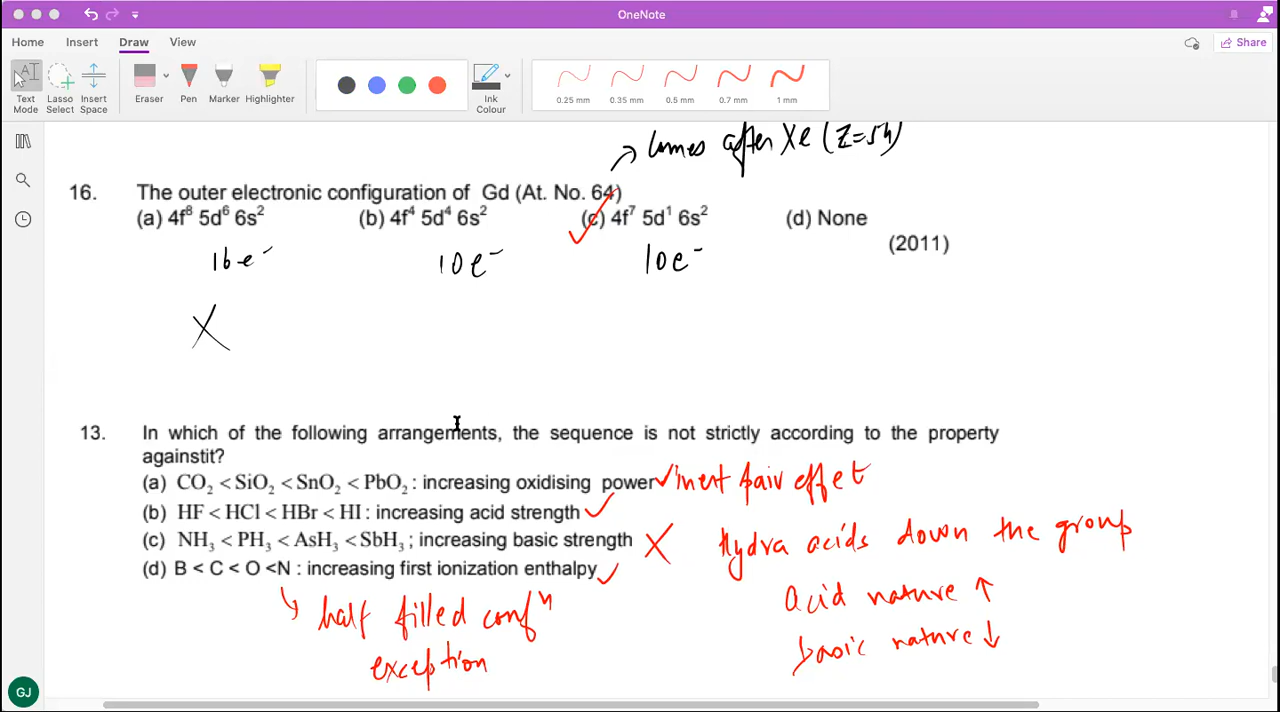 OneNote
Home Insert Draw View
Share
Text Mode
Lasso Select
Insert Space
Eraser
Pen
Marker
Highlighter
Ink Colour
0.25 mm 0.35 mm 0.5 mm 0.7 mm 1 mm
comes after Xe (Z=54)
16. The outer electronic configuration of Gd (At. No. 64)
(a) 4f⁸ 5d⁶ 6s² (b) 4f⁴ 5d⁴ 6s² (c) 4f⁷ 5d¹ 6s² (d) None
(2011)
16e⁻ 10e⁻ 10e⁻
13. In which of the following arrangements, the sequence is not strictly according to the property
againstit?
(a) CO₂ < SiO₂ < SnO₂ < PbO₂ : increasing oxidising power ✓ inert pair effet
(b) HF < HCl < HBr < HI : increasing acid strength ✓
(c) NH₃ < PH₃ < AsH₃ < SbH₃ ; increasing basic strength X Hydra acids down the group
(d) B < C < O <N : increasing first ionization enthalpy ✓
acid nature ↑
half filled confⁿ
basic nature ↓
exception
GJ